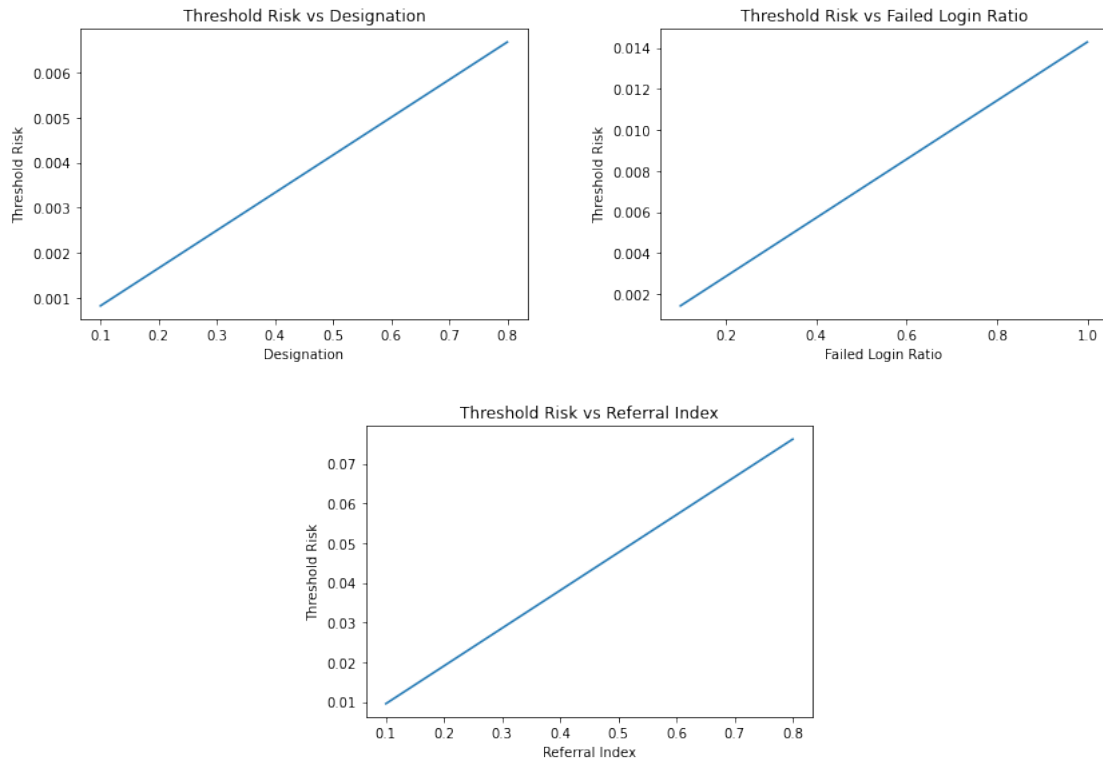 Threshold Risk vs Designation
Threshold Risk
0.006
0.005
0.004
0.003
0.002
0.001
0.1 0.2 0.3 0.4 0.5 0.6 0.7 0.8
Designation
Threshold Risk vs Failed Login Ratio
Threshold Risk
0.014
0.012
0.010
0.008
0.006
0.004
0.002
0.2 0.4 0.6 0.8 1.0
Failed Login Ratio
Threshold Risk vs Referral Index
Threshold Risk
0.07
0.06
0.05
0.04
0.03
0.02
0.01
0.1 0.2 0.3 0.4 0.5 0.6 0.7 0.8
Referral Index